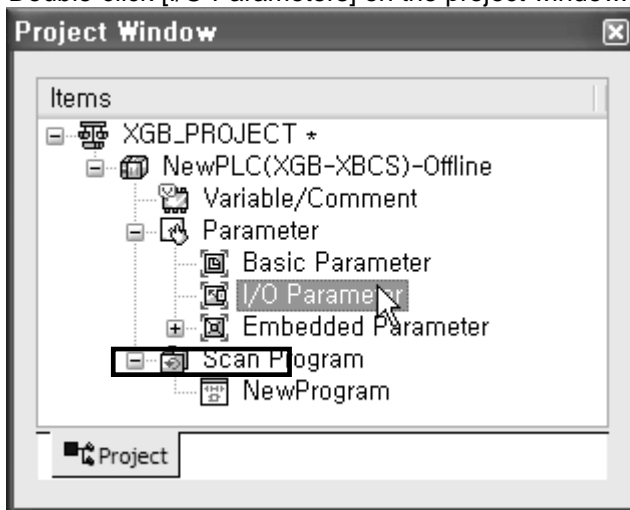 Double-click [I/O Parameters] on the project window.
Project Window
Items
XGB_PROJECT *
NewPLC(XGB-XBCS)-Offline
Variable/Comment
Parameter
Basic Parameter
I/O Parameter
Embedded Parameter
Scan Program
NewProgram
Project